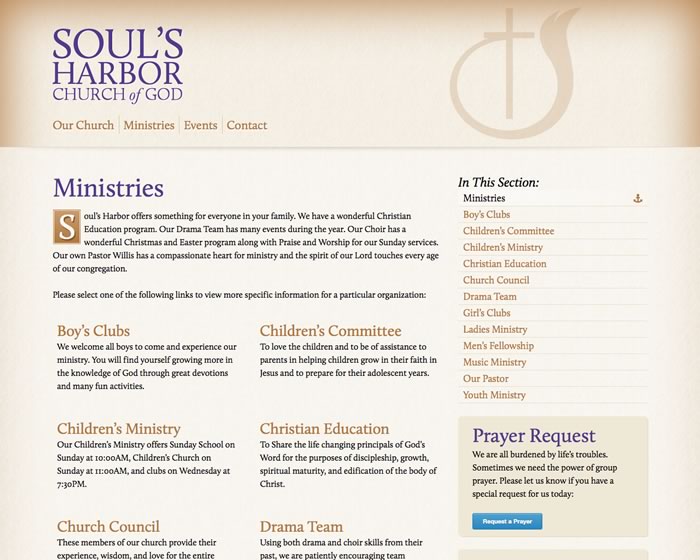 SOUL'S
HARBOR
CHURCH of GOD
Our Church
Ministries
Events
Contact
Ministries
Soul's Harbor offers something for everyone in your family. We have a wonderful Christian
Education program. Our Drama Team has many events during the year. Our Choir has a
wonderful Christmas and Easter program along with Praise and Worship for our Sunday services.
Our own Pastor Willis has a compassionate heart for ministry and the spirit of our Lord touches every age
of our congregation.
Please select one of the following links to view more specific information for a particular organization:
Boy's Clubs
We welcome all boys to come and experience our
ministry. You will find yourself growing more in
the knowledge of God through great devotions
and many fun activities.
Children's Committee
To love the children and to be of assistance to
parents in helping children grow in their faith in
Jesus and to prepare for their adolescent years.
Children's Ministry
Our Children's Ministry offers Sunday School on
Sunday at 10:00AM, Children's Church on
Sunday at 11:00AM, and clubs on Wednesday at
7:30PM.
Christian Education
To Share the life changing principals of God's
Word for the purposes of discipleship, growth,
spiritual maturity, and edification of the body of
Christ.
Church Council
These members of our church provide their
experience, wisdom, and love for the entire
Drama Team
Using both drama and choir skills from their
past, we are patiently encouraging team
In This Section:
Ministries
Boy's Clubs
Children's Committee
Children's Ministry
Christian Education
Church Council
Drama Team
Girl's Clubs
Ladies Ministry
Men's Fellowship
Music Ministry
Our Pastor
Youth Ministry
Prayer Request
We are all burdened by life's troubles.
Sometimes we need the power of group
prayer. Please let us know if you have a
special request for us today:
Request a Prayer